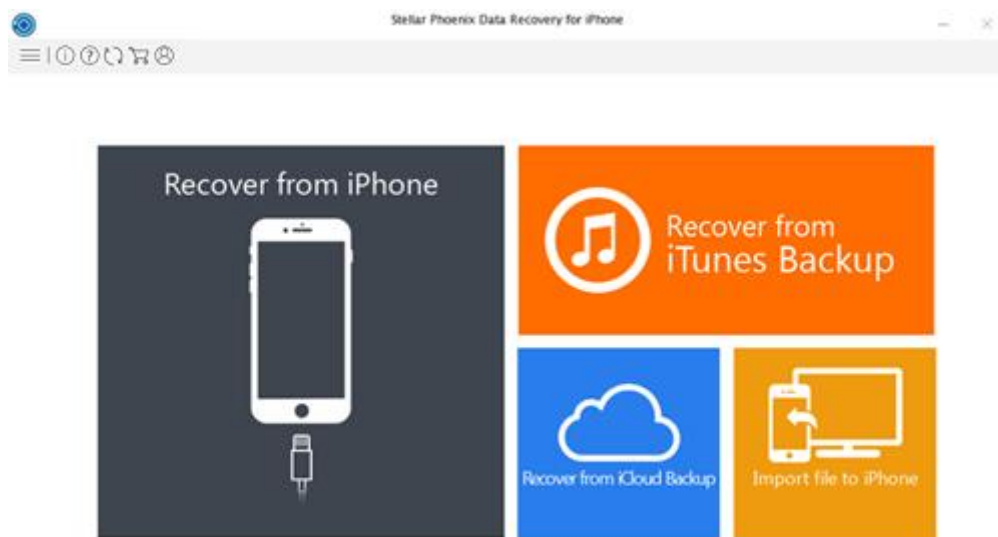 Stellar Phoenix Data Recovery for iPhone
Recover from iPhone
Recover from
iTunes Backup
Recover from iCloud Backup
Import file to iPhone